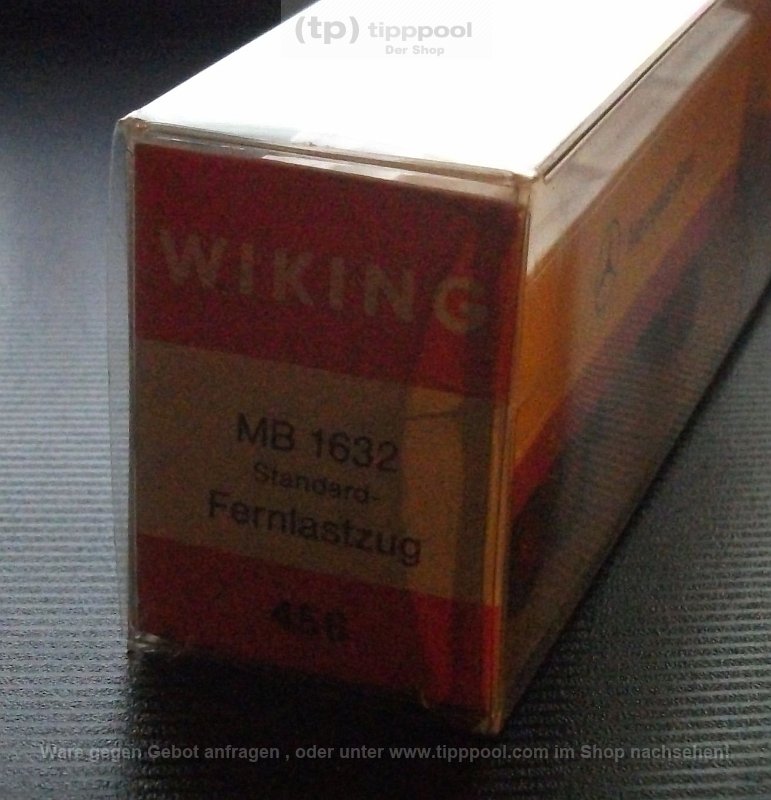 (tp) tipppool
Der Shop
WIKING
MB 1632
Standard-
Fernlastzug
456
Ware gegen Gebot anfragen , oder unter www.tipppool.com im Shop nachsehen!